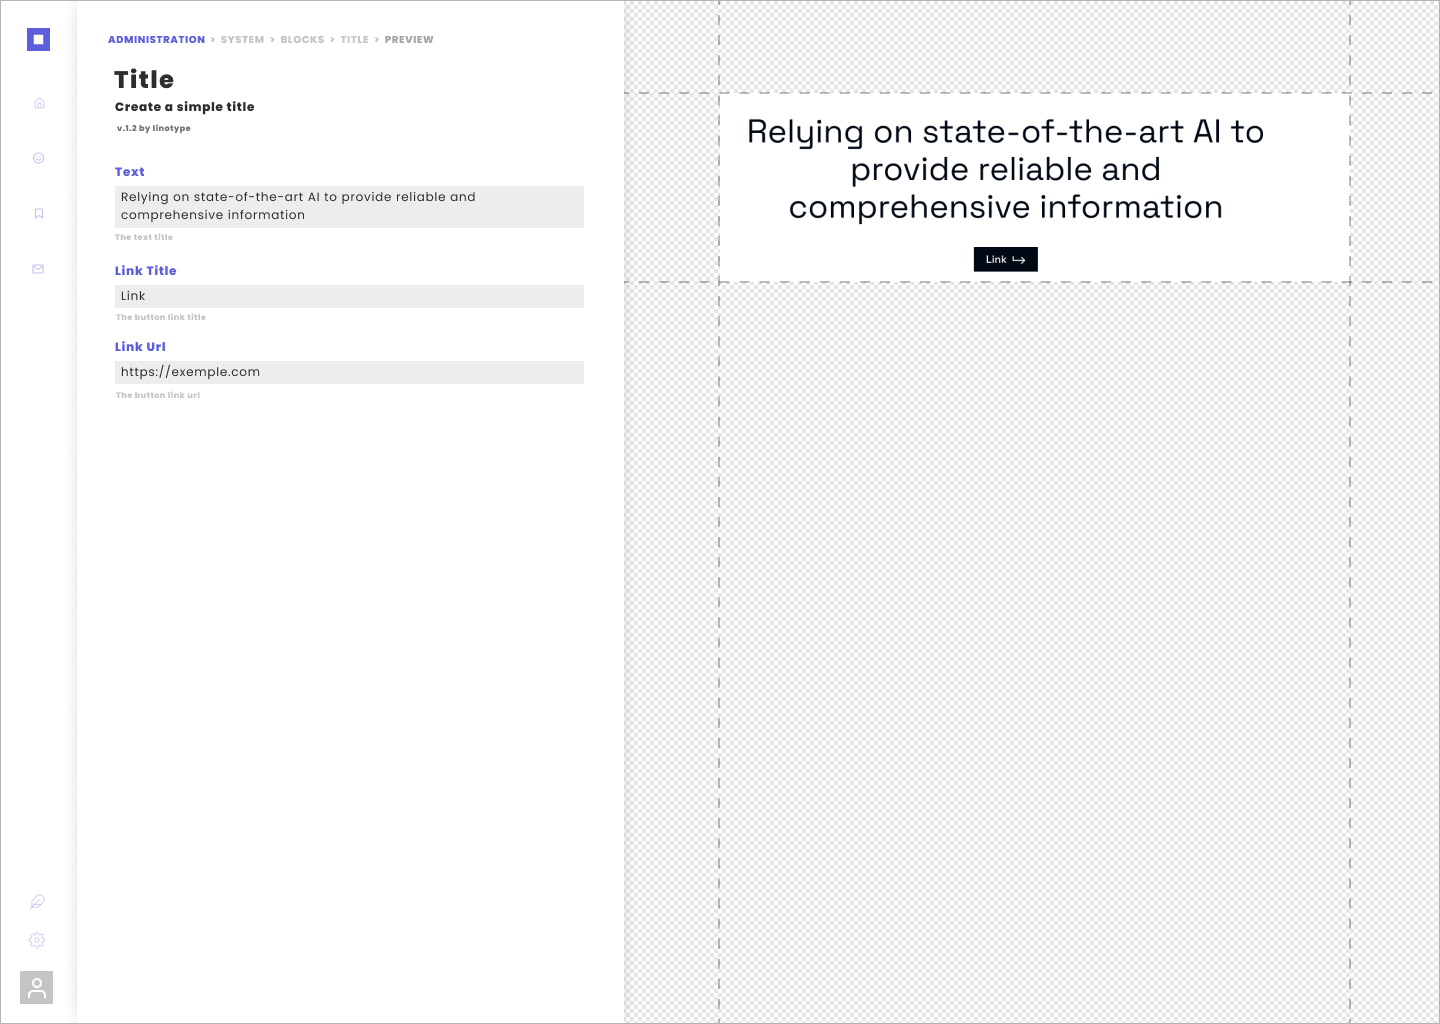 ADMINISTRATION > SYSTEM > BLOCKS > TITLE > PREVIEW
Title
Create a simple title
v.1.2 by linotype
Text
Relying on state-of-the-art AI to provide reliable and
comprehensive information
The text title
Link Title
Link
The button link title
Link Url
https://exemple.com
The button link url
Relying on state-of-the-art AI to
provide reliable and
comprehensive information
Link